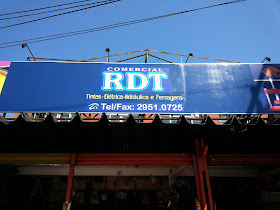 COMERCIAL
RDT
Tintas-Elétrica-Hidráulica e Ferragens
Tel/Fax: 2951.0725